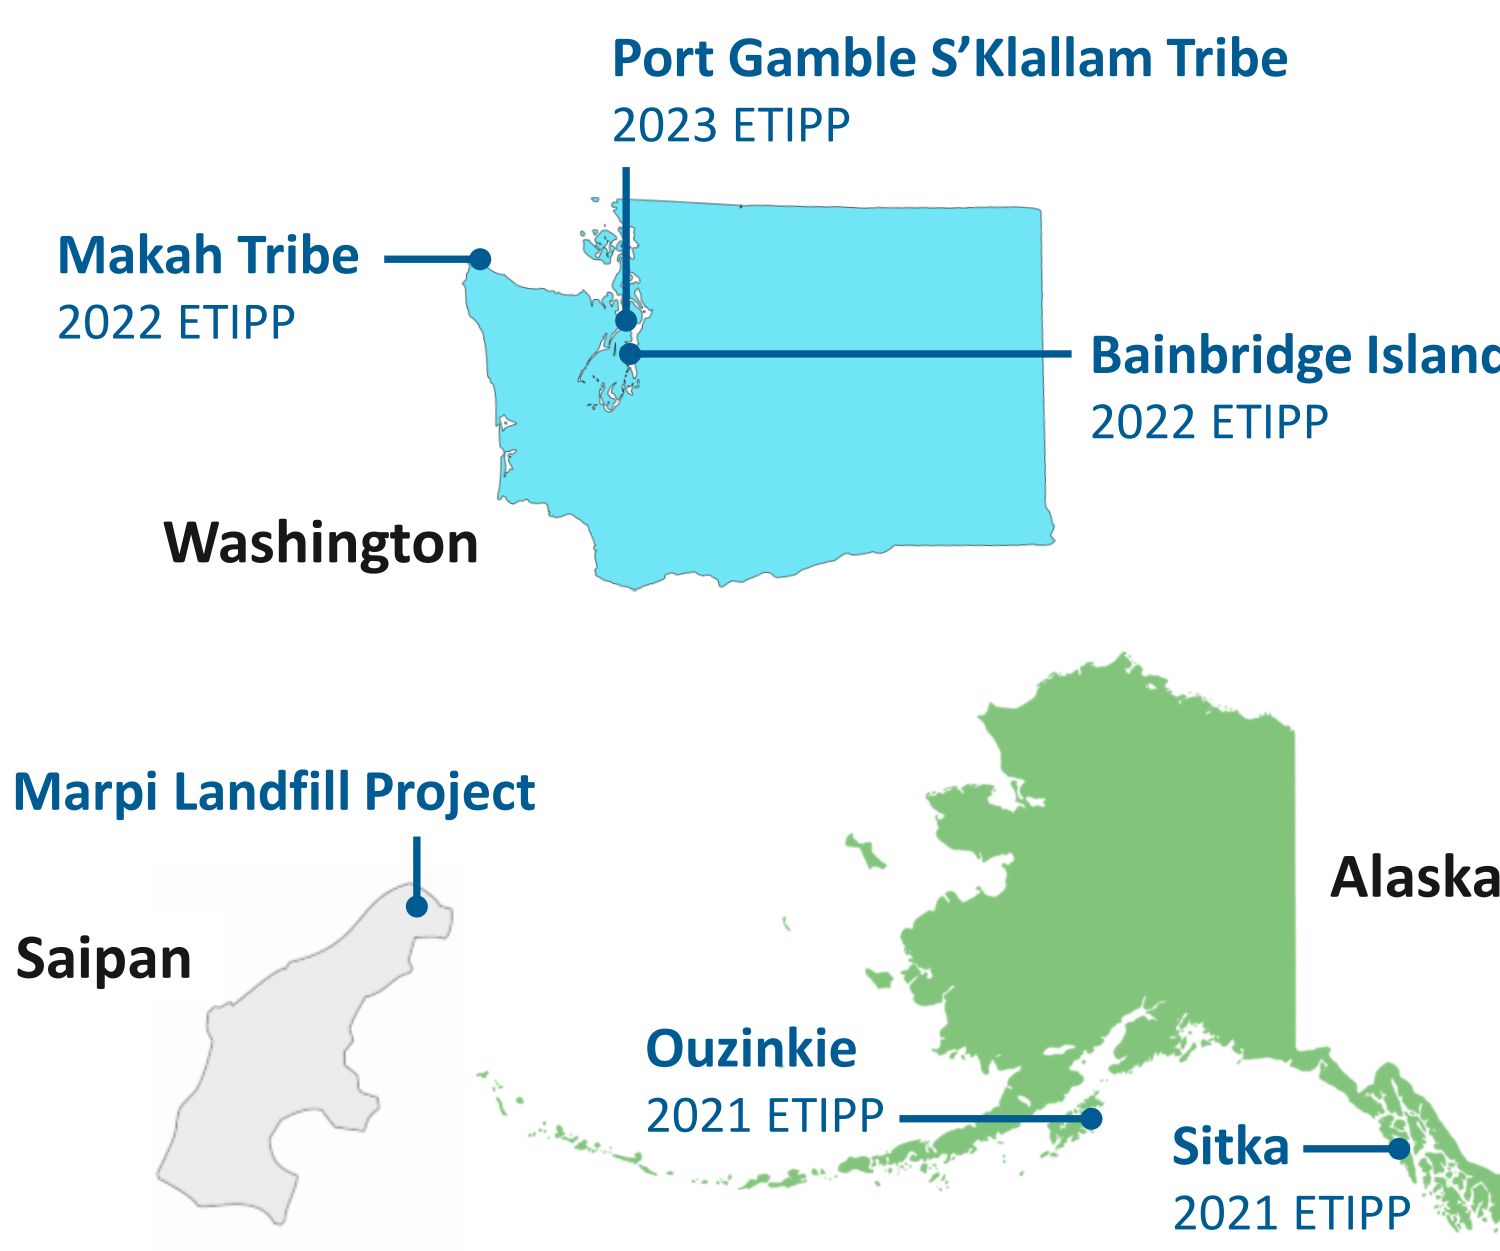 Port Gamble S’Klallam Tribe
2023 ETIPP
Makah Tribe
2022 ETIPP
Bainbridge Island
2022 ETIPP
Washington
Marpi Landfill Project
Saipan
Alaska
Ouzinkie
2021 ETIPP
Sitka
2021 ETIPP